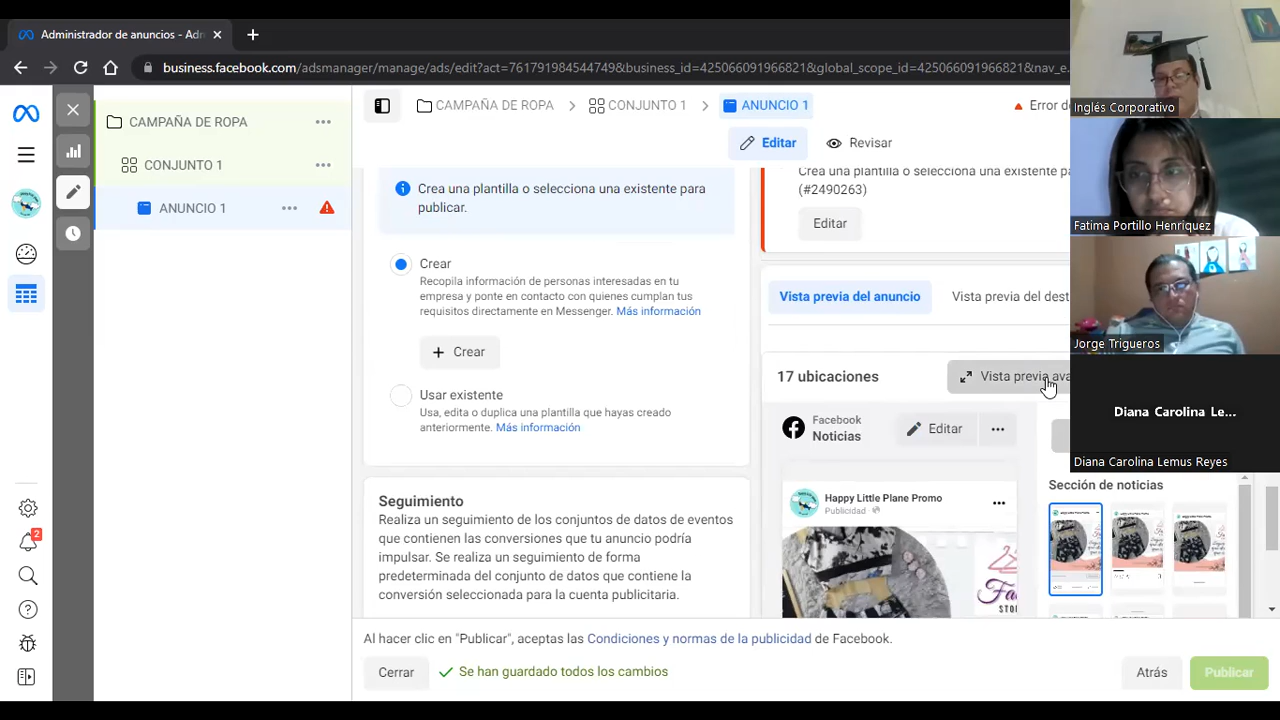 Administrador de anuncios - Adr
business.facebook.com/adsmanager/manage/ads/edit?act=761791984544749&business_id=425066091966821&global_scope_id=425066091966821&nav_e
CAMPAÑA DE ROPA
CONJUNTO 1
ANUNCIO 1
CAMPAÑA DE ROPA
CONJUNTO 1
ANUNCIO 1
Error de
Editar
Revisar
Crea una plantilla o selecciona una existente para
publicar.
Crear
Recopila información de personas interesadas en tu
empresa y ponte en contacto con quienes cumplan tus
requisitos directamente en Messenger. Más información
+ Crear
Usar existente
Usa, edita o duplica una plantilla que hayas creado
anteriormente. Más información
Seguimiento
Realiza un seguimiento de los conjuntos de datos de eventos
que contienen las conversiones que tu anuncio podría
impulsar. Se realiza un seguimiento de forma
predeterminada del conjunto de datos que contiene la
conversión seleccionada para la cuenta publicitaria.
Crea una plantilla o selecciona una existente pa
(#2490263)
Editar
Vista previa del anuncio
Vista previa del dest
17 ubicaciones
Vista previa ava
Facebook
Noticias
Editar
Happy Little Plane Promo
Publicidad
Sección de noticias
Al hacer clic en "Publicar", aceptas las Condiciones y normas de la publicidad de Facebook.
Cerrar
Se han guardado todos los cambios
Atrás
Publicar
2
Inglés Corporativo
Fatima Portillo Henriquez
Jorge Trigueros
Diana Carolina Le...
Diana Carolina Lemus Reyes